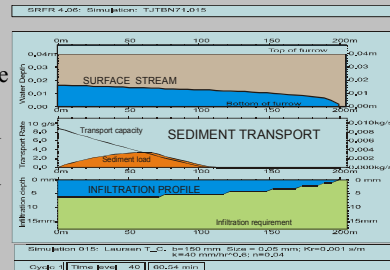 SRFR 4.06: Simulation: TJTBN71.015
0m 50 100 150 200m
0,04m Top of furrow 0,04m
0,03 0,03
0,02 SURFACE STREAM 0,02
0,01 0,01
0,00 Bottom of furrow 0,00
Water Depth
0m 50 100 150 200m
10 g/s 0,010kg/s
8,0 Transport capacity 0,008
6,0 SEDIMENT TRANSPORT 0,006
4,0 0,004
2,0 Sediment load 0,002
0,0 0,000kg/s
Transport Rate
0 mm 0 mm
5 INFILTRATION PROFILE 5
10 10
15mm Infiltration requirement 15mm
Infiltration depth
0m 50 100 150 200m
Simulation 015: Laursen T_C. b=150 mm Size = 0.05 mm; Kr=0.001 s/m
k=40 mm/hr^0.6; n=0.04
Cyclo 1 Time level 40 60.54 min